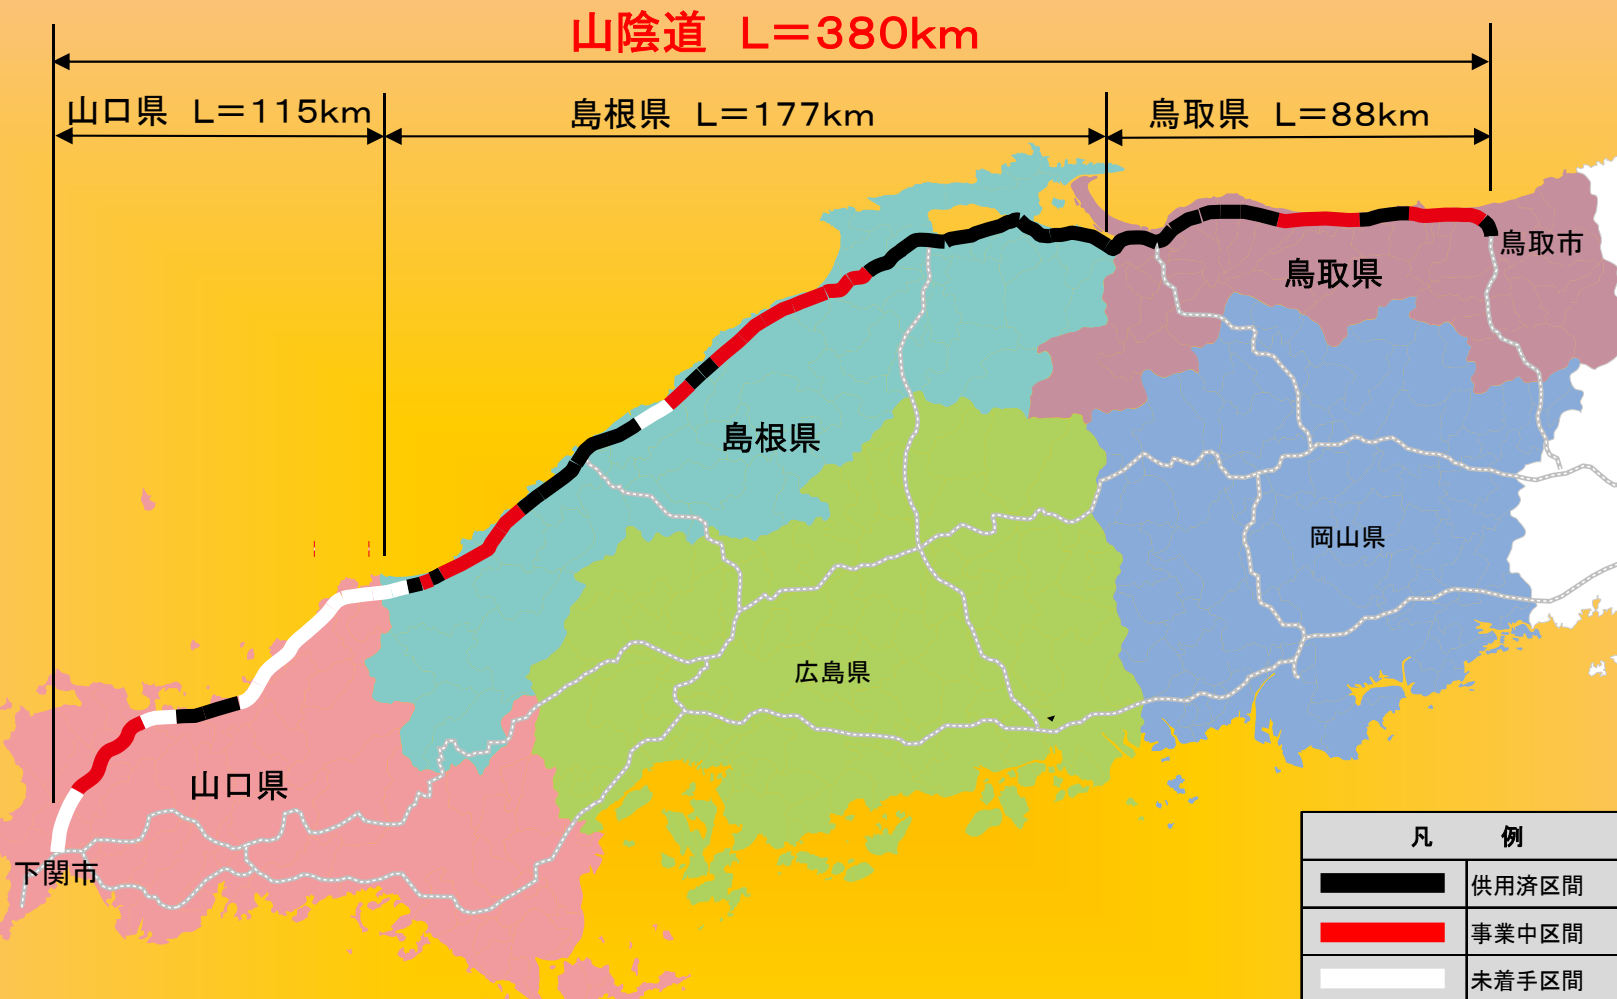 山陰道　L＝380km
山口県　L＝115km
島根県　L＝177km
鳥取県　L＝88km
鳥取市
鳥取県
島根県
岡山県
広島県
山口県
下関市
凡　例
供用済区間
事業中区間
未着手区間